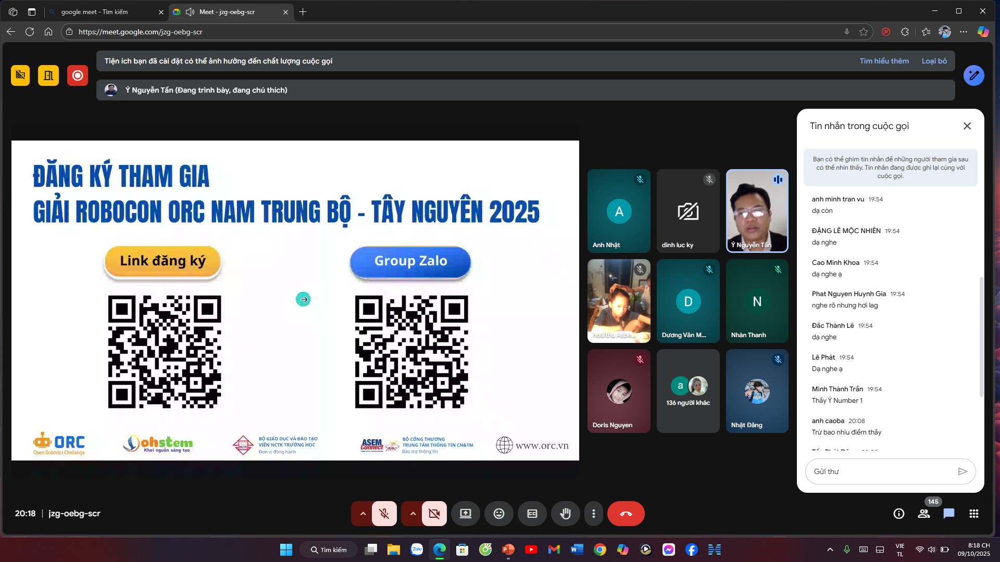 google meet - Tìm kiếm
Meet - jzg-oebg-scr
https://meet.google.com/jzg-oebg-scr
Tiện ích bạn đã cài đặt có thể ảnh hưởng đến chất lượng cuộc gọi
Tìm hiểu thêm
Loại bỏ
Ý Nguyễn Tấn (Đang trình bày, đang chú thích)
ĐĂNG KÝ THAM GIA
GIẢI ROBOCON ORC NAM TRUNG BỘ - TÂY NGUYÊN 2025
Link đăng ký
Group Zalo
ORC
Open Robotics Challenge
ohstem
Khơi nguồn sáng tạo
NCTK
BỘ GIÁO DỤC VÀ ĐÀO TẠO
VIỆN NCTK TRƯỜNG HỌC
Đơn vị đồng hành
ASEM
Connect
BỘ CÔNG THƯƠNG
TRUNG TÂM THÔNG TIN CN&TM
Bảo trợ thông tin
www.orc.vn
A
Anh Nhật
dinh luc ky
Ý Nguyễn Tấn
hoaithu Asbe...
D
Dương Văn M...
N
Nhàn Thanh
Doris Nguyen
a
136 người khác
Nhật Đăng
Tin nhắn trong cuộc gọi
Bạn có thể ghim tin nhắn để những người tham gia sau
có thể nhìn thấy. Tin nhắn đang được ghi lại cùng với
cuộc gọi.
anh minh tran vu 19:54
dạ còn
ĐẶNG LÊ MỘC NHIÊN 19:54
dạ nghe
Cao Minh Khoa 19:54
dạ nghe ạ
Phat Nguyen Huynh Gia 19:54
nghe rõ nhưng hơi lag
Đắc Thành Lê 19:54
dạ nghe
Lê Phát 19:54
Dạ nghe ạ
Minh Thành Trần 19:54
Thầy Ý Number 1
anh caoba 20:08
Trừ bao nhiu điểm thầy
Gửi thư
20:18
jzg-oebg-scr
CC
145
Tìm kiếm
Zalo
VIE
TL
8:18 CH
09/10/2025